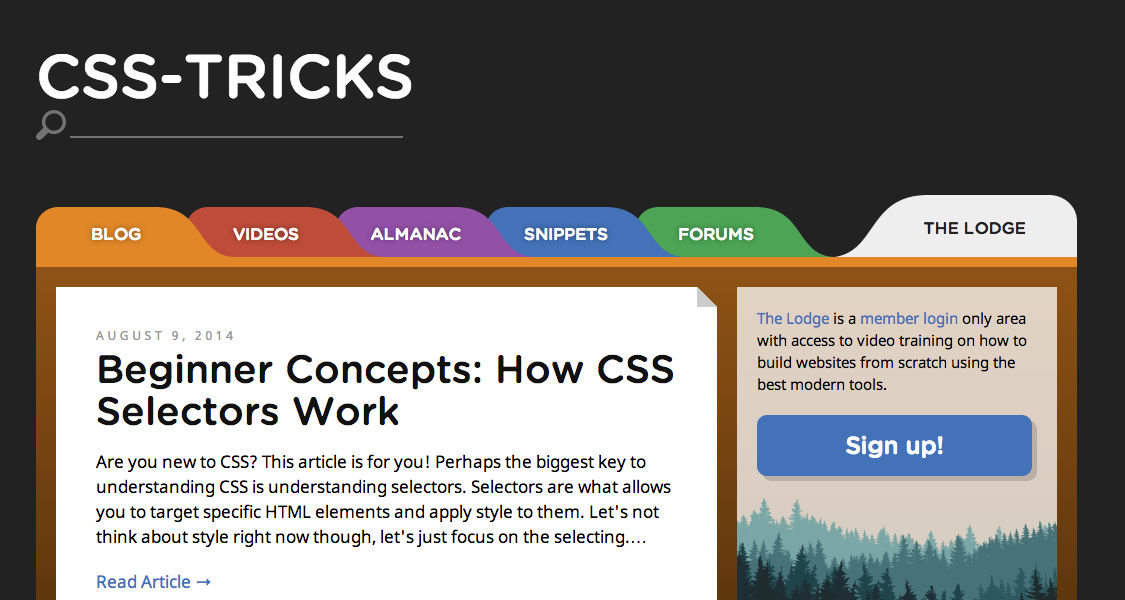 CSS-TRICKS
BLOG VIDEOS ALMANAC SNIPPETS FORUMS THE LODGE
AUGUST 9, 2014
Beginner Concepts: How CSS
Selectors Work
Are you new to CSS? This article is for you! Perhaps the biggest key to
understanding CSS is understanding selectors. Selectors are what allows
you to target specific HTML elements and apply style to them. Let's not
think about style right now though, let's just focus on the selecting....
Read Article →
The Lodge is a member login only area
with access to video training on how to
build websites from scratch using the
best modern tools.
Sign up!